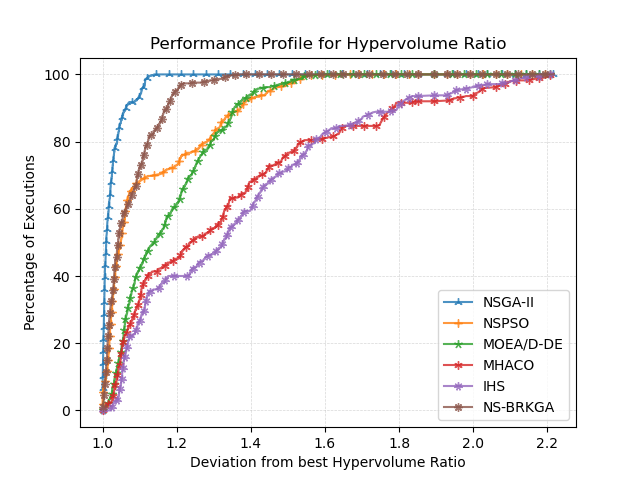 Performance Profile for Hypervolume Ratio
Percentage of Executions
100
80
60
40
20
0
1.0 1.2 1.4 1.6 1.8 2.0 2.2
Deviation from best Hypervolume Ratio
NSGA-II
NSPSO
MOEA/D-DE
MHACO
IHS
NS-BRKGA